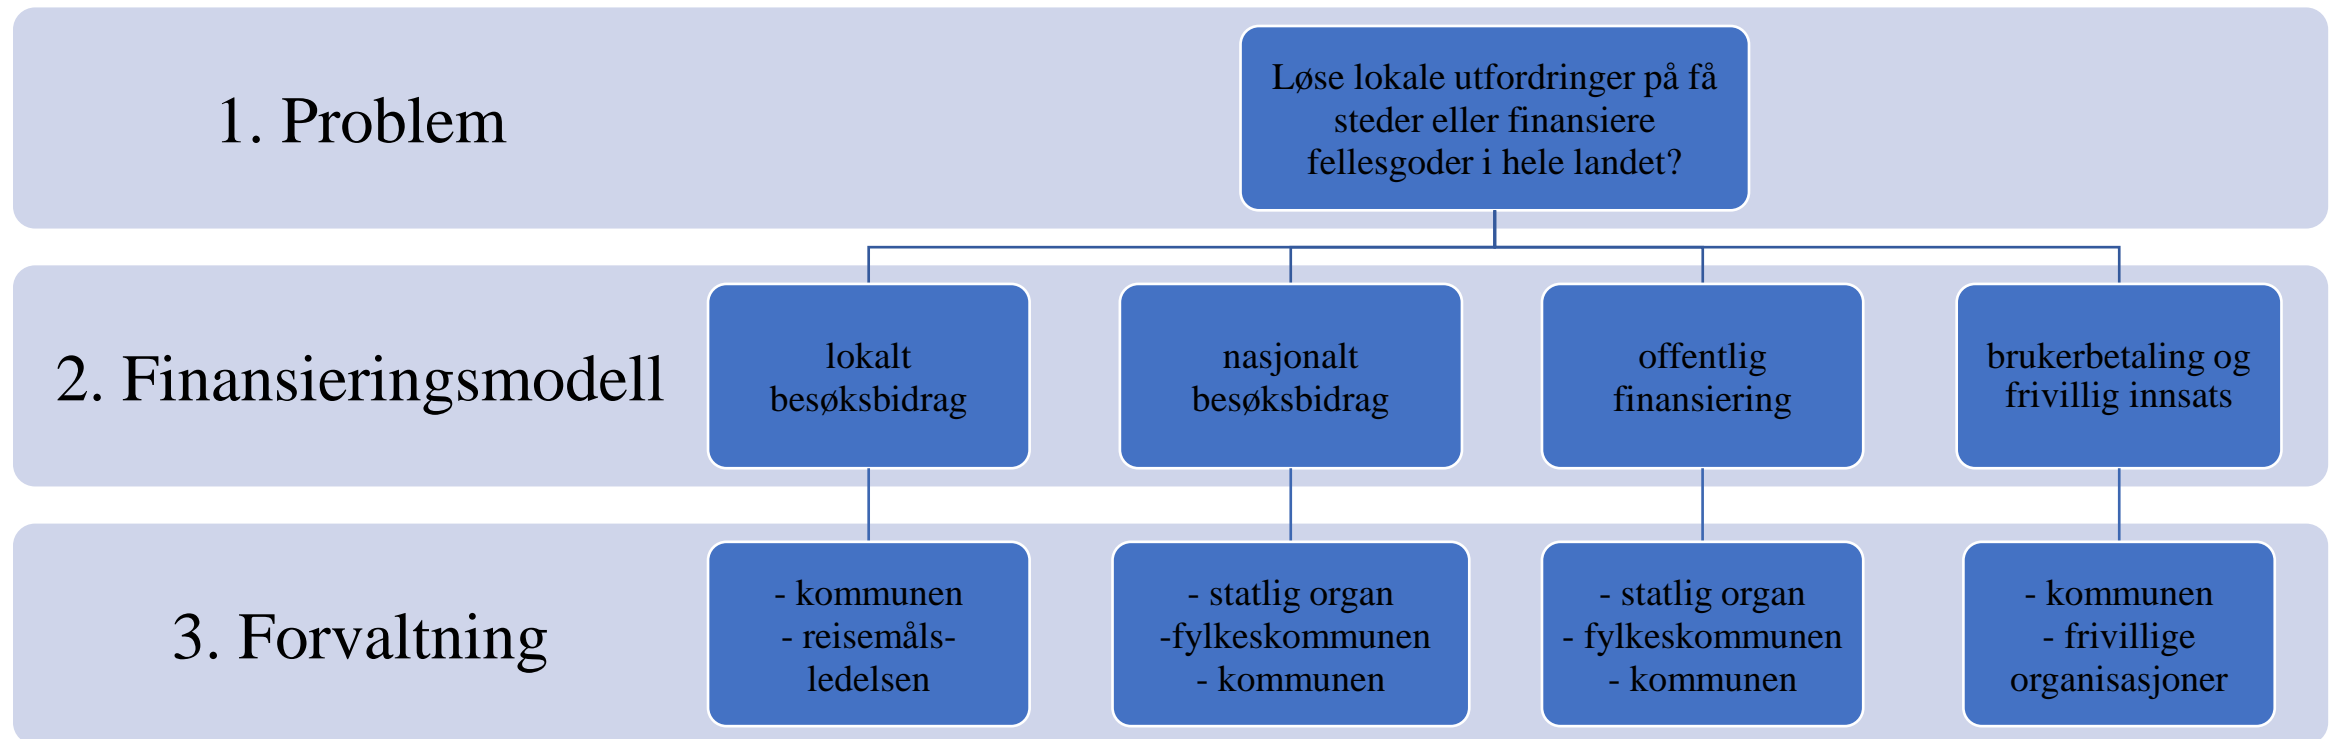 1. Problem
Løse lokale utfordringer på få
steder eller finansiere
fellesgoder i hele landet?
2. Finansieringsmodell
lokalt
besøksbidrag
nasjonalt
besøksbidrag
offentlig
finansiering
brukerbetaling og
frivillig innsats
3. Forvaltning
- kommunen
- reisemåls-
ledelsen
- statlig organ
-fylkeskommunen
- kommunen
- statlig organ
- fylkeskommunen
- kommunen
- kommunen
- frivillige
organisasjoner